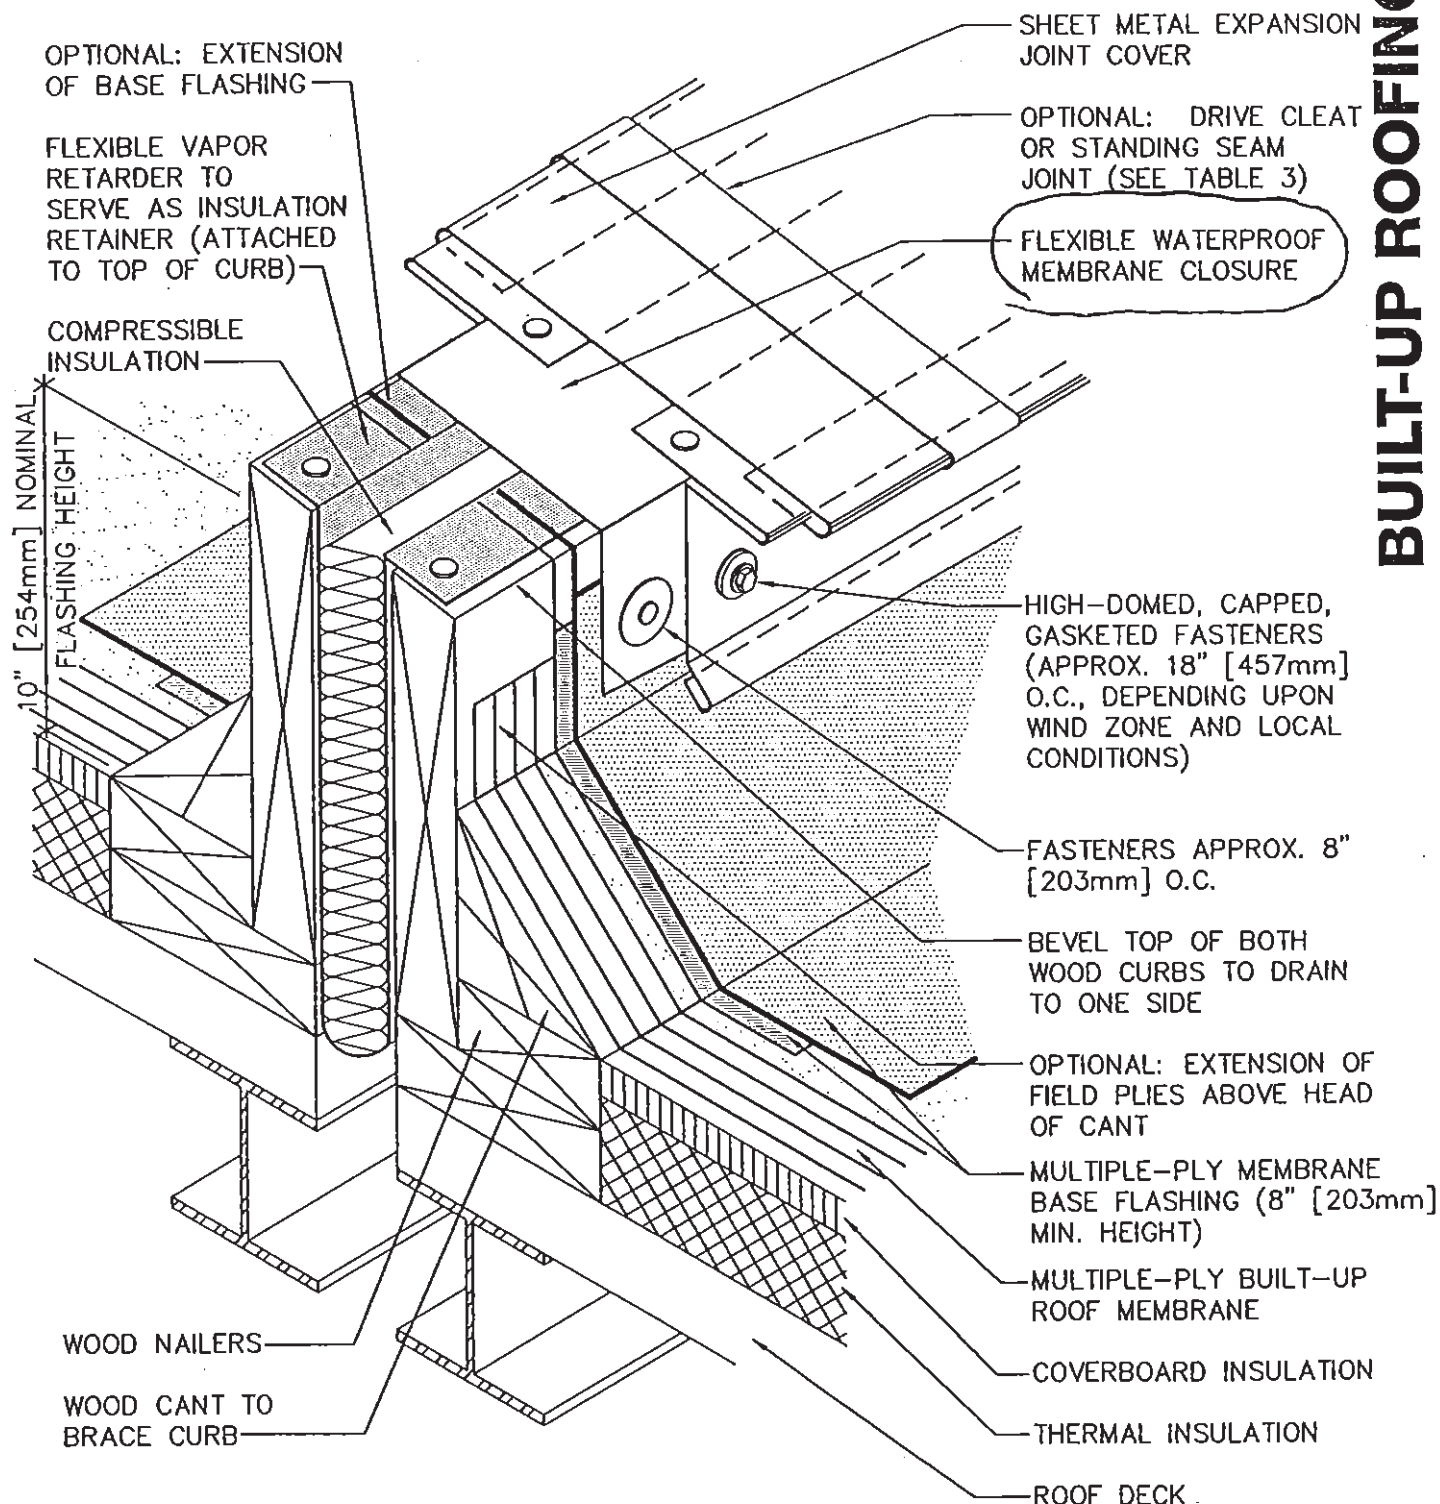 OPTIONAL: EXTENSION
OF BASE FLASHING
FLEXIBLE VAPOR
RETARDER TO
SERVE AS INSULATION
RETAINER (ATTACHED
TO TOP OF CURB)
COMPRESSIBLE
INSULATION
10" [254mm] NOMINAL
FLASHING HEIGHT
WOOD NAILERS
WOOD CANT TO
BRACE CURB
SHEET METAL EXPANSION
JOINT COVER
OPTIONAL: DRIVE CLEAT
OR STANDING SEAM
JOINT (SEE TABLE 3)
FLEXIBLE WATERPROOF
MEMBRANE CLOSURE
HIGH-DOMED, CAPPED,
GASKETED FASTENERS
(APPROX. 18" [457mm]
O.C., DEPENDING UPON
WIND ZONE AND LOCAL
CONDITIONS)
FASTENERS APPROX. 8"
[203mm] O.C.
BEVEL TOP OF BOTH
WOOD CURBS TO DRAIN
TO ONE SIDE
OPTIONAL: EXTENSION OF
FIELD PLIES ABOVE HEAD
OF CANT
MULTIPLE-PLY MEMBRANE
BASE FLASHING (8" [203mm]
MIN. HEIGHT)
MULTIPLE-PLY BUILT-UP
ROOF MEMBRANE
COVERBOARD INSULATION
THERMAL INSULATION
ROOF DECK
BUILT-UP ROOFING